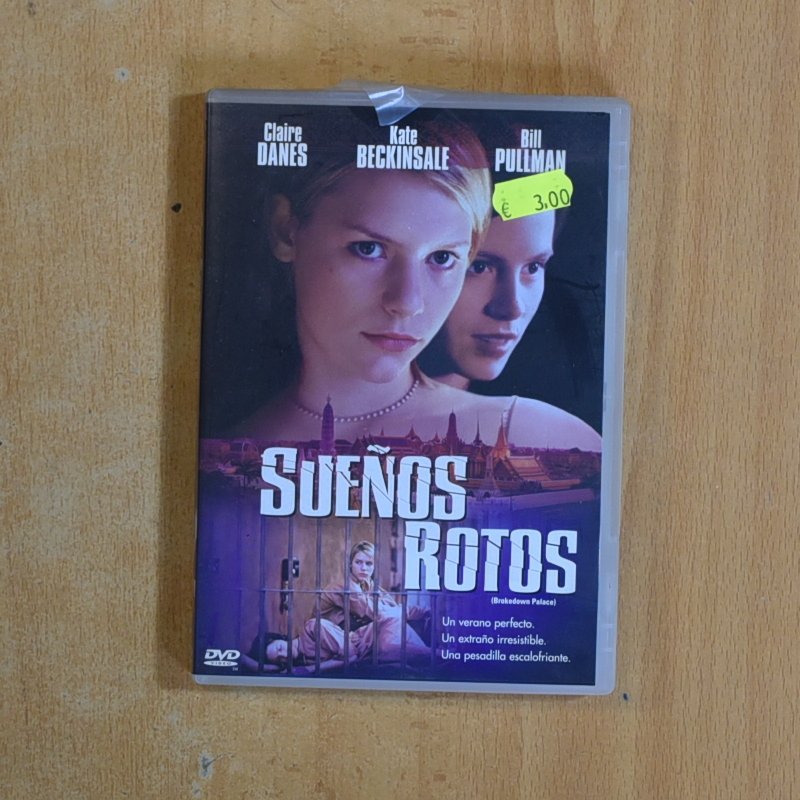 Claire
DANES
Kate
BECKINSALE
Bill
PULLMAN
€ 3,00
SUEÑOS
ROTOS
(Brokedown Palace)
Un verano perfecto.
Un extraño irresistible.
Una pesadilla escalofriante.
DVD
VIDEO
TM